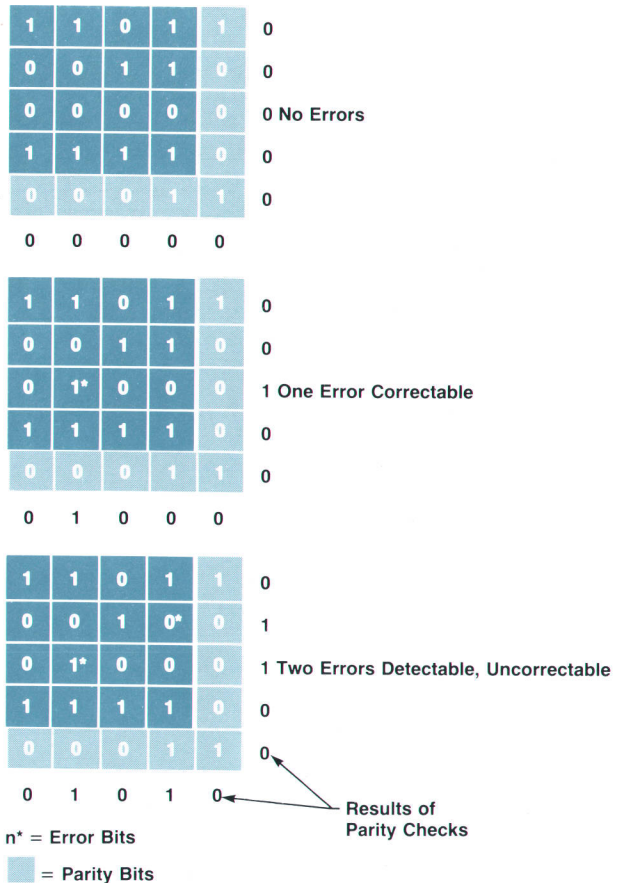 1 1 0 1 1 0
0 0 1 1 0 0
0 0 0 0 0 0 No Errors
1 1 1 1 0 0
0 0 0 1 1 0
0 0 0 0 0
1 1 0 1 1 0
0 0 1 1 0 0
0 1* 0 0 0 1 One Error Correctable
1 1 1 1 0 0
0 0 0 1 1 0
0 1 0 0 0
1 1 0 1 1 0
0 0 1 0* 0 1
0 1* 0 0 0 1 Two Errors Detectable, Uncorrectable
1 1 1 1 0 0
0 0 0 1 1 0
0 1 0 1 0
Results of
Parity Checks
n* = Error Bits
= Parity Bits